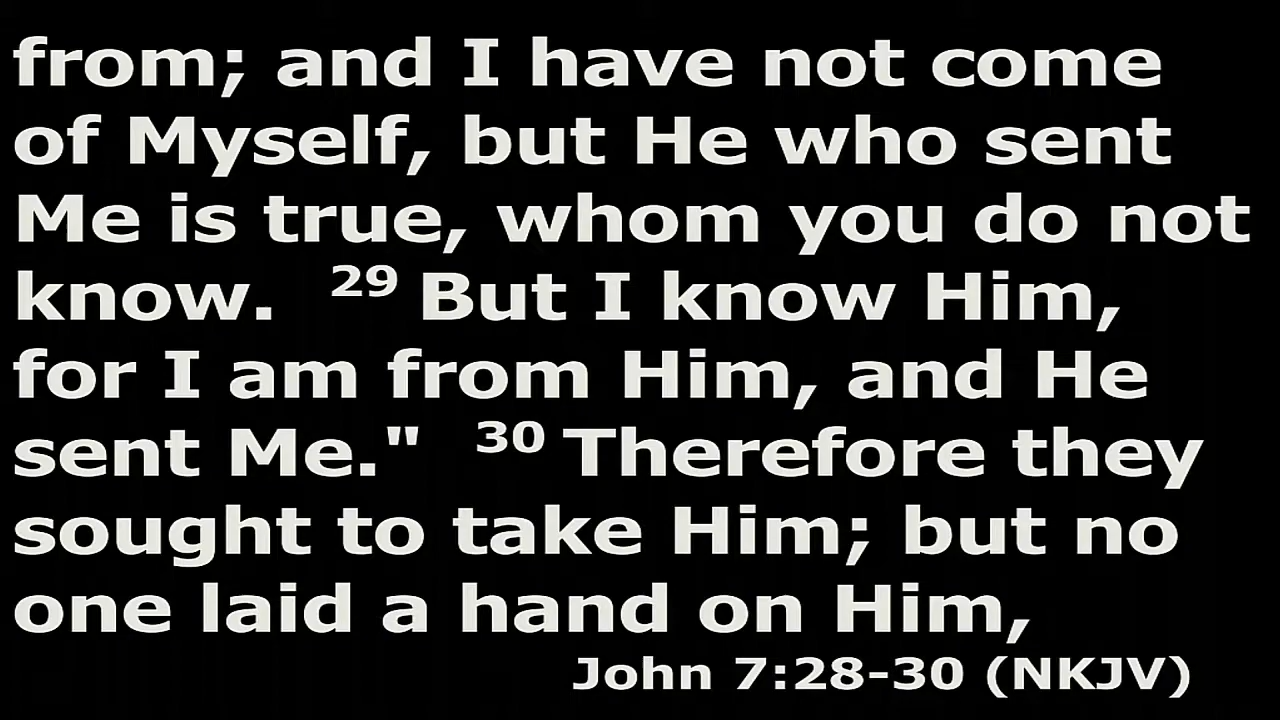 from; and I have not come
of Myself, but He who sent
Me is true, whom you do not
know. 29 But I know Him,
for I am from Him, and He
sent Me." 30 Therefore they
sought to take Him; but no
one laid a hand on Him,
John 7:28-30 (NKJV)